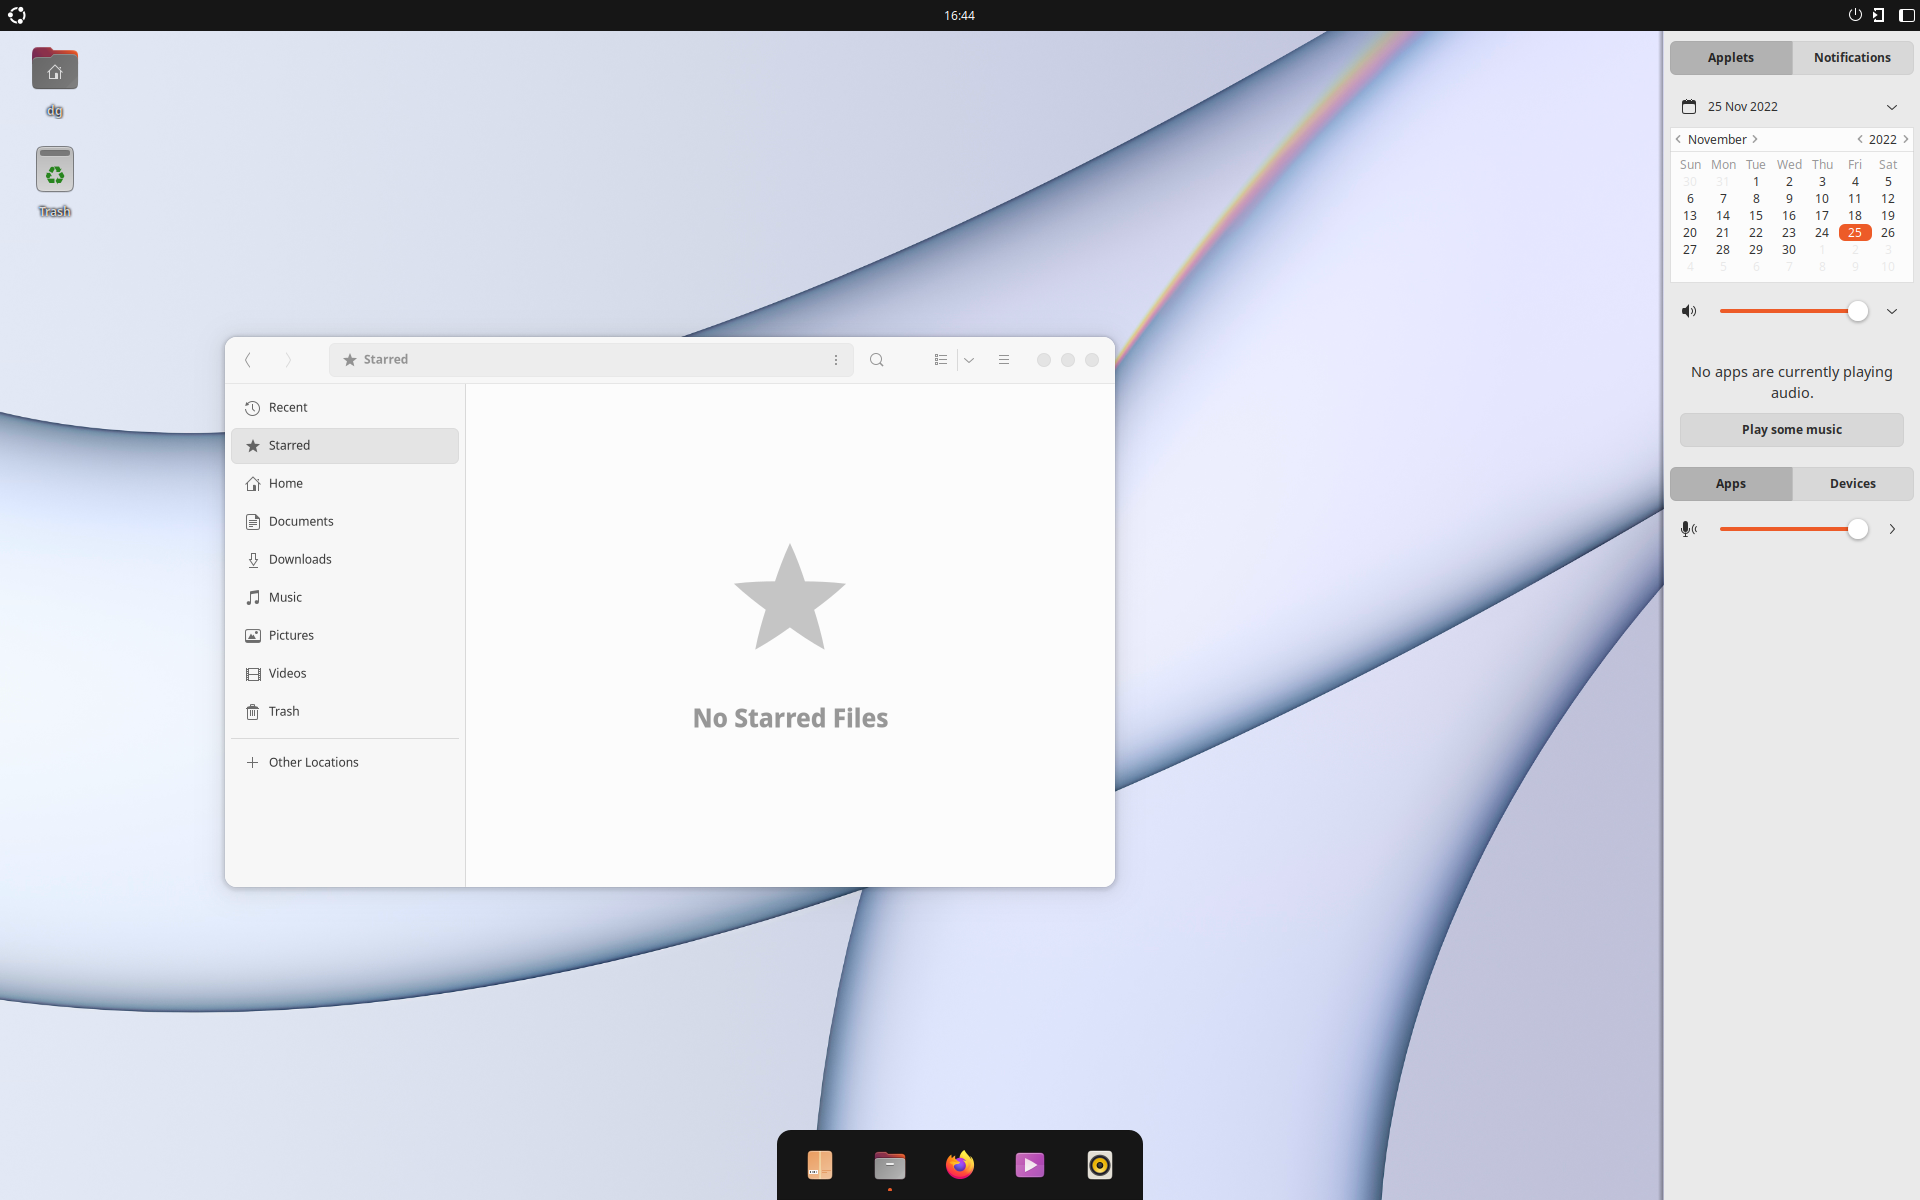 16:44
dg
Trash
Starred
Recent
Starred
Home
Documents
Downloads
Music
Pictures
Videos
Trash
Other Locations
No Starred Files
Applets Notifications
25 Nov 2022
November 2022
Sun Mon Tue Wed Thu Fri Sat
30 31 1 2 3 4 5
6 7 8 9 10 11 12
13 14 15 16 17 18 19
20 21 22 23 24 25 26
27 28 29 30 1 2 3
4 5 6 7 8 9 10
No apps are currently playing
audio.
Play some music
Apps Devices